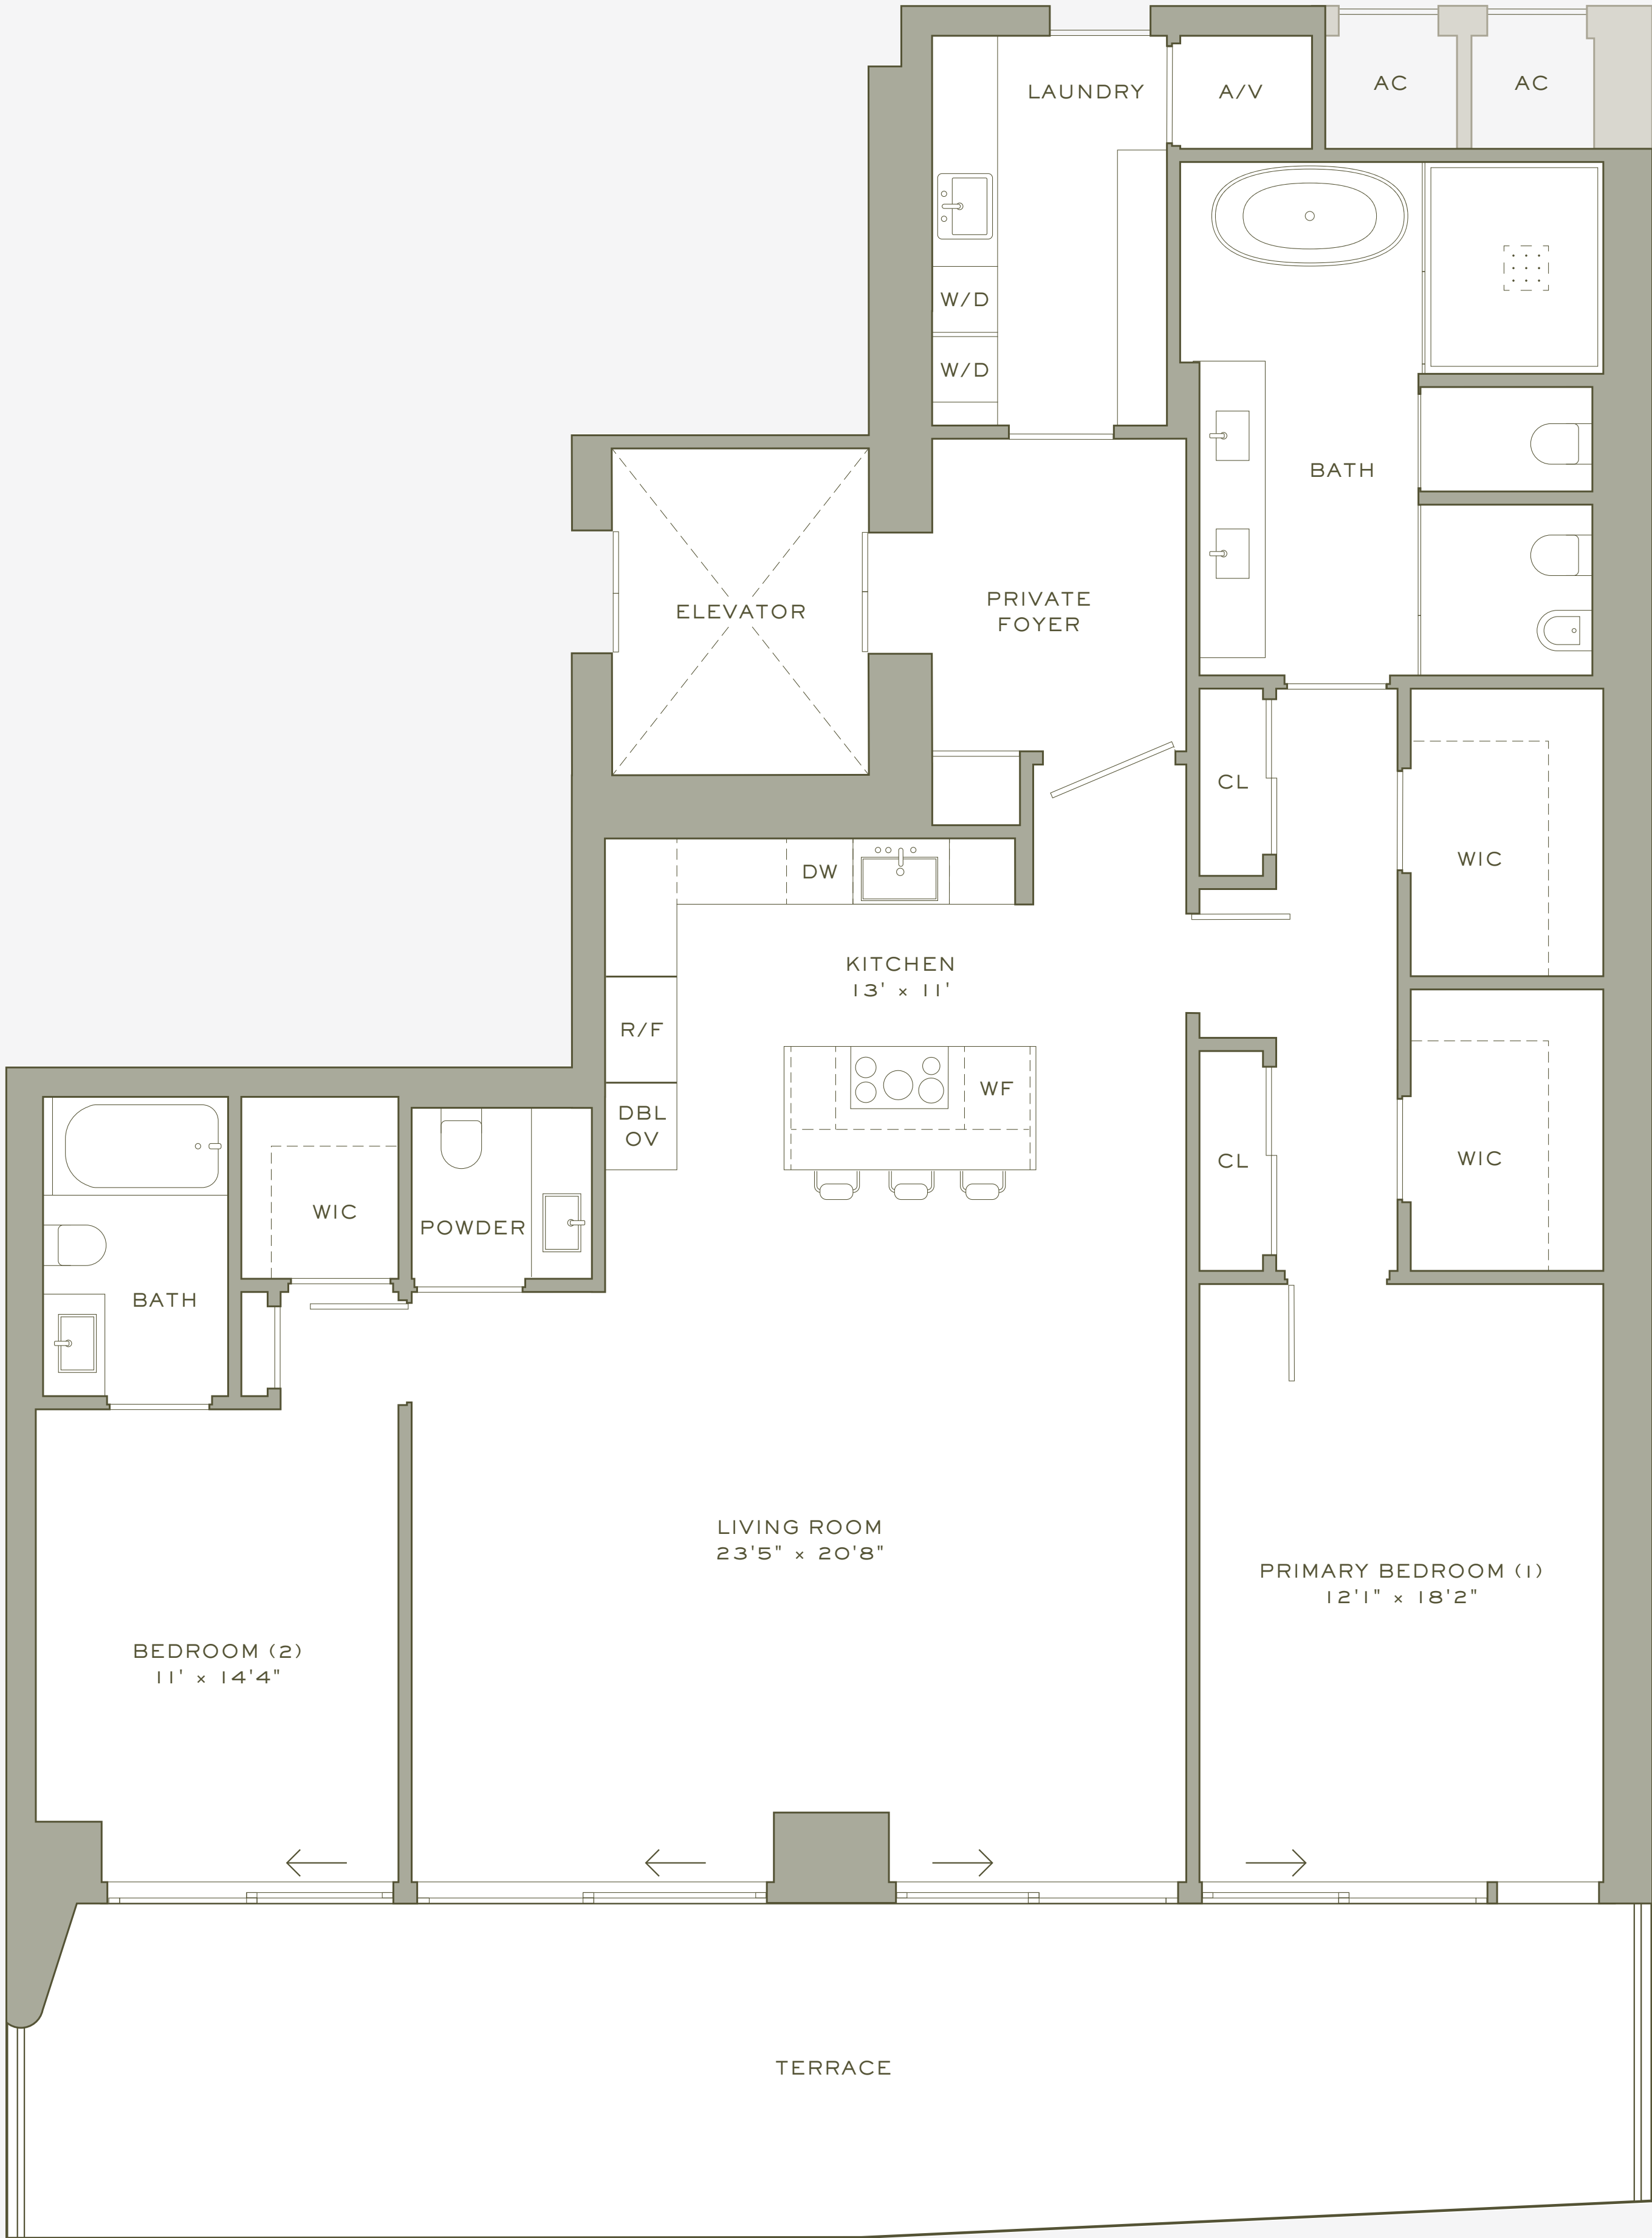 LAUNDRY
A/V
AC
AC
W/D
W/D
BATH
ELEVATOR
PRIVATE
FOYER
CL
WIC
DW
KITCHEN
13' × 11'
R/F
WF
DBL
OV
CL
WIC
WIC
POWDER
BATH
LIVING ROOM
23'5" × 20'8"
PRIMARY BEDROOM (1)
12'1" × 18'2"
BEDROOM (2)
11' × 14'4"
TERRACE